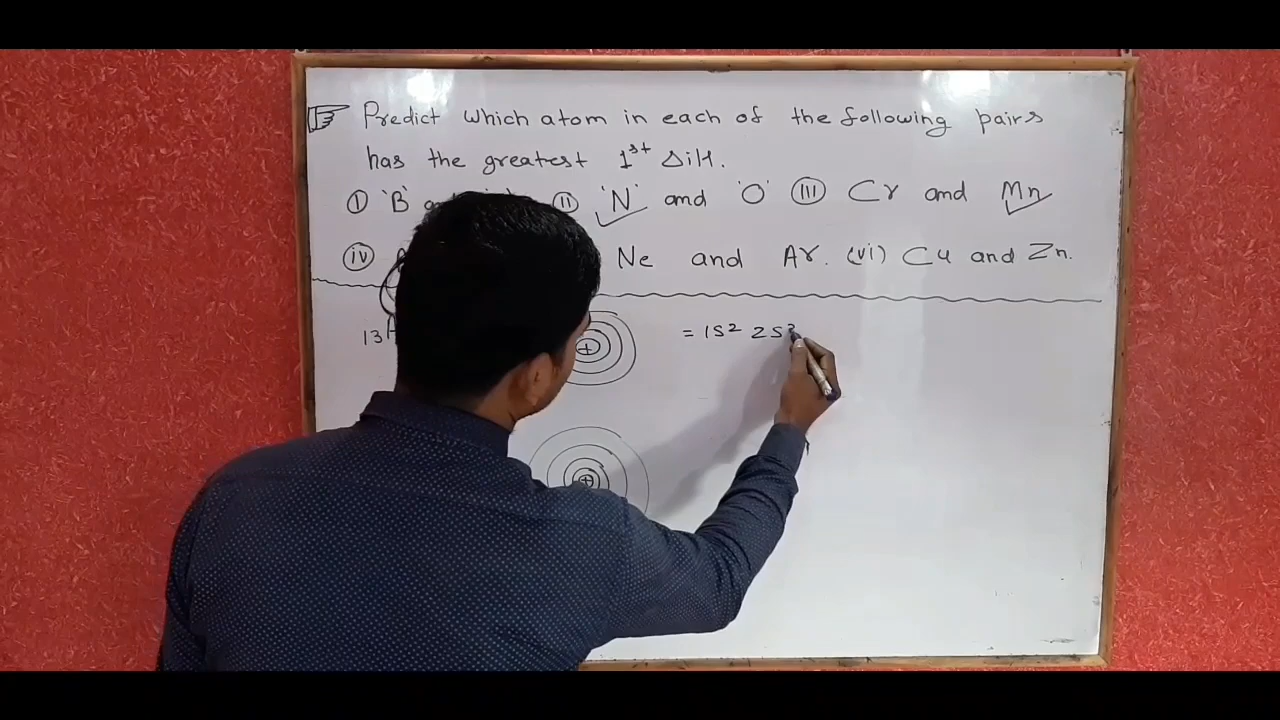 Predict which atom in each of the following pairs
has the greatest 1st ΔiH.
(i) 'B' (ii) 'N' and 'O' (III) Cr and Mn
(iv) Ne and Ar. (vi) Cu and Zn.
13 + = 1S² 2S²
+